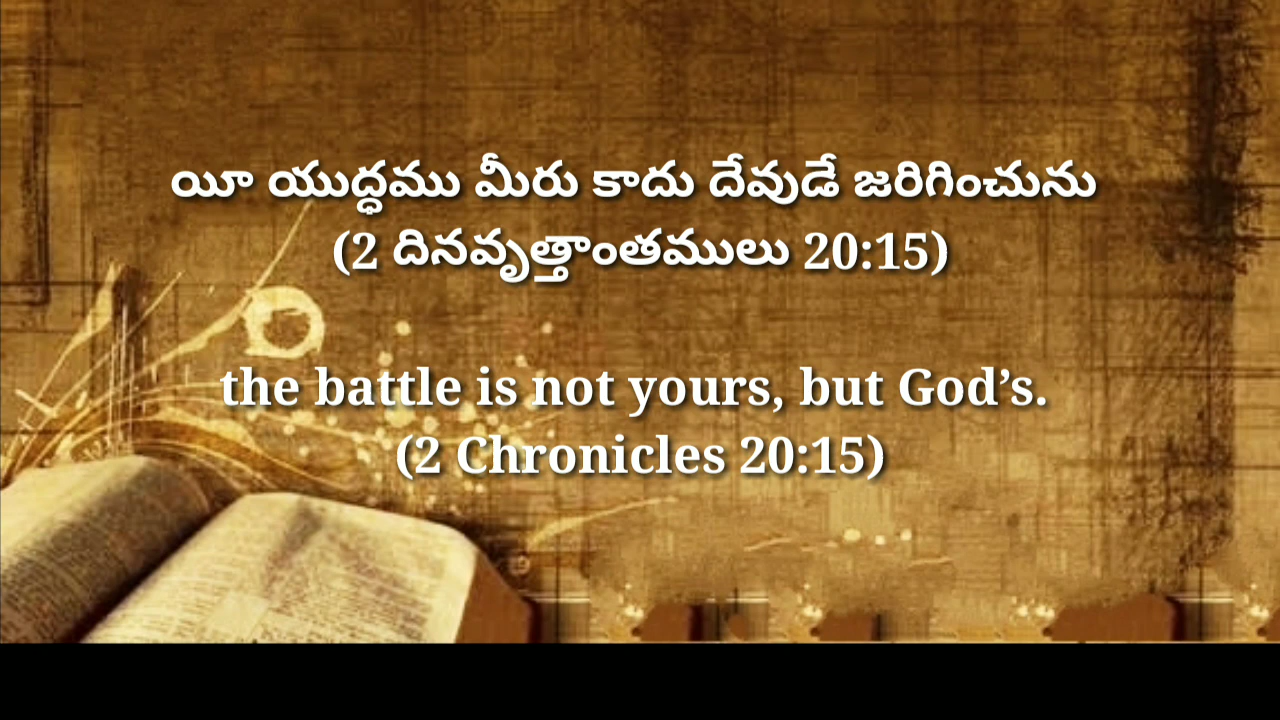 యీ యుద్ధము మీరు కాదు దేవుడే జరిగించును
(2 దినవృత్తాంతములు 20:15)
the battle is not yours, but God’s.
(2 Chronicles 20:15)